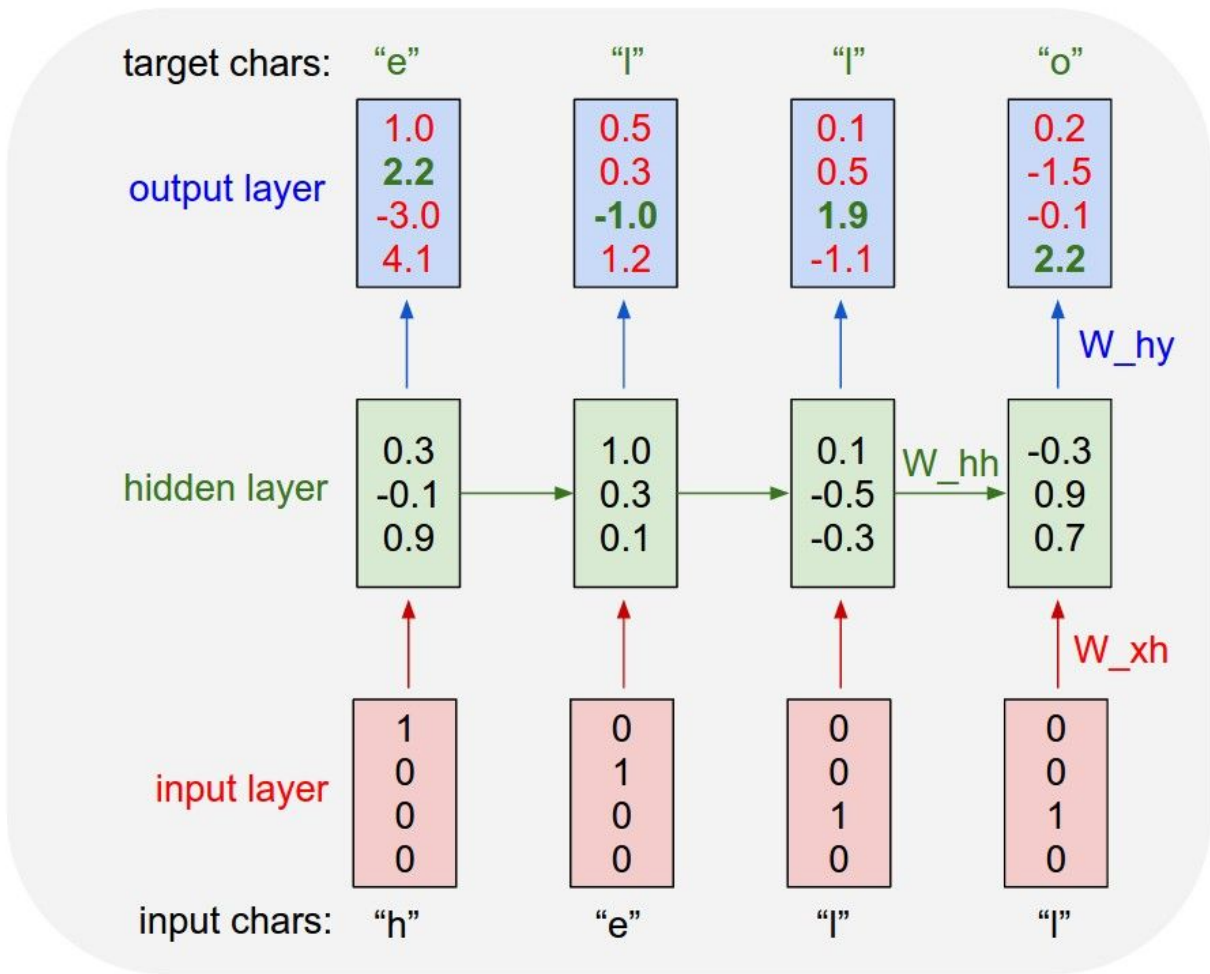 target chars: “e” “l” “l” “o”
1.0 0.5 0.1 0.2
2.2 0.3 0.5 -1.5
output layer
-3.0 -1.0 1.9 -0.1
4.1 1.2 -1.1 2.2
W_hy
0.3 1.0 0.1 -0.3
W_hh
hidden layer -0.1 0.3 -0.5 0.9
0.9 0.1 -0.3 0.7
W_xh
1 0 0 0
0 1 0 0
input layer
0 0 1 1
0 0 0 0
input chars: “h” “e” “l” “l”